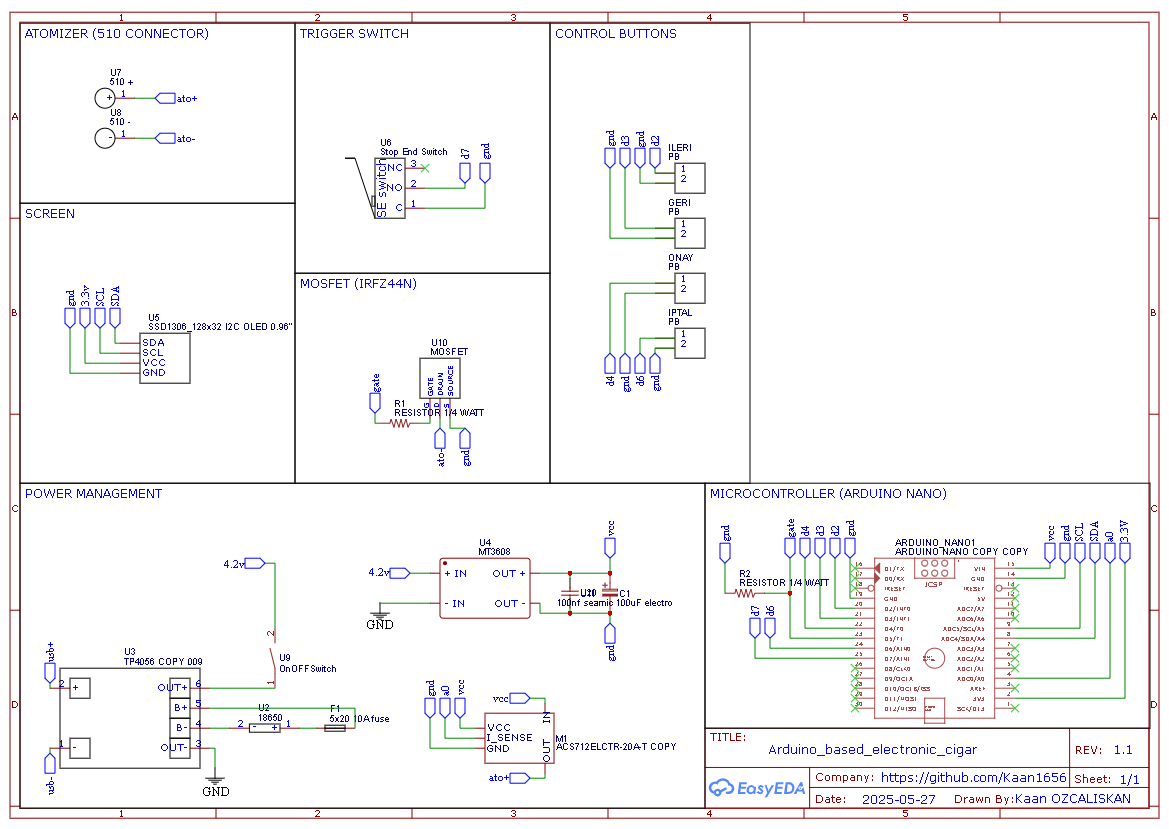 1 2 3 4 5
ATOMIZER (510 CONNECTOR)
U7
510 +
+ 1 ato+
U8
510 -
- 1 ato-
TRIGGER SWITCH
U6
Stop End Switch
SE switch
NC 3
NO 2
C 1
d7
gnd
CONTROL BUTTONS
gnd d3 gnd d2
ILERI
PB
1
2
GERI
PB
1
2
ONAY
PB
1
2
IPTAL
PB
1
2
d4 gnd d6 gnd
A A
SCREEN
gnd 3.3v SCL SDA
U5
SSD1306_128x32 I2C OLED 0.96"
SDA
SCL
VCC
GND
B B
MOSFET (IRFZ44N)
U10
MOSFET
GATE DRAIN SOURCE
G D S
gate
R1
RESISTOR 1/4 WATT
ato- gnd
POWER MANAGEMENT
4.2v
2
1
U9
OnOFFSwitch
U3
TP4056 COPY 009
usb+
2 +
1 -
usb-
OUT+ 6
B+ 5
B- 4
OUT- 3
U2
18650
2 - + 1
F1
5x20 10A fuse
GND
U4
MT3608
4.2v
+ IN OUT +
- IN OUT -
GND
vcc
C1
100nf seamic 100uF electro
gnd
gnd a0 vcc
vcc
VCC
I_SENSE
GND
IN
OUT
M1
ACS712ELCTR-20A-T COPY
ato+
C C
D D
MICROCONTROLLER (ARDUINO NANO)
gnd
gate d4 d3 d2 gnd
R2
RESISTOR 1/4 WATT
d7 d6
ARDUINO_NANO1
ARDUINO NANO COPY COPY
vcc gnd SCL SDA a0 3.3V
TITLE:
Arduino_based_electronic_cigar
REV: 1.1
EasyEDA
Company: https://github.com/Kaan1656
Sheet: 1/1
Date: 2025-05-27 Drawn By: Kaan OZCALISKAN
1 2 3 4 5